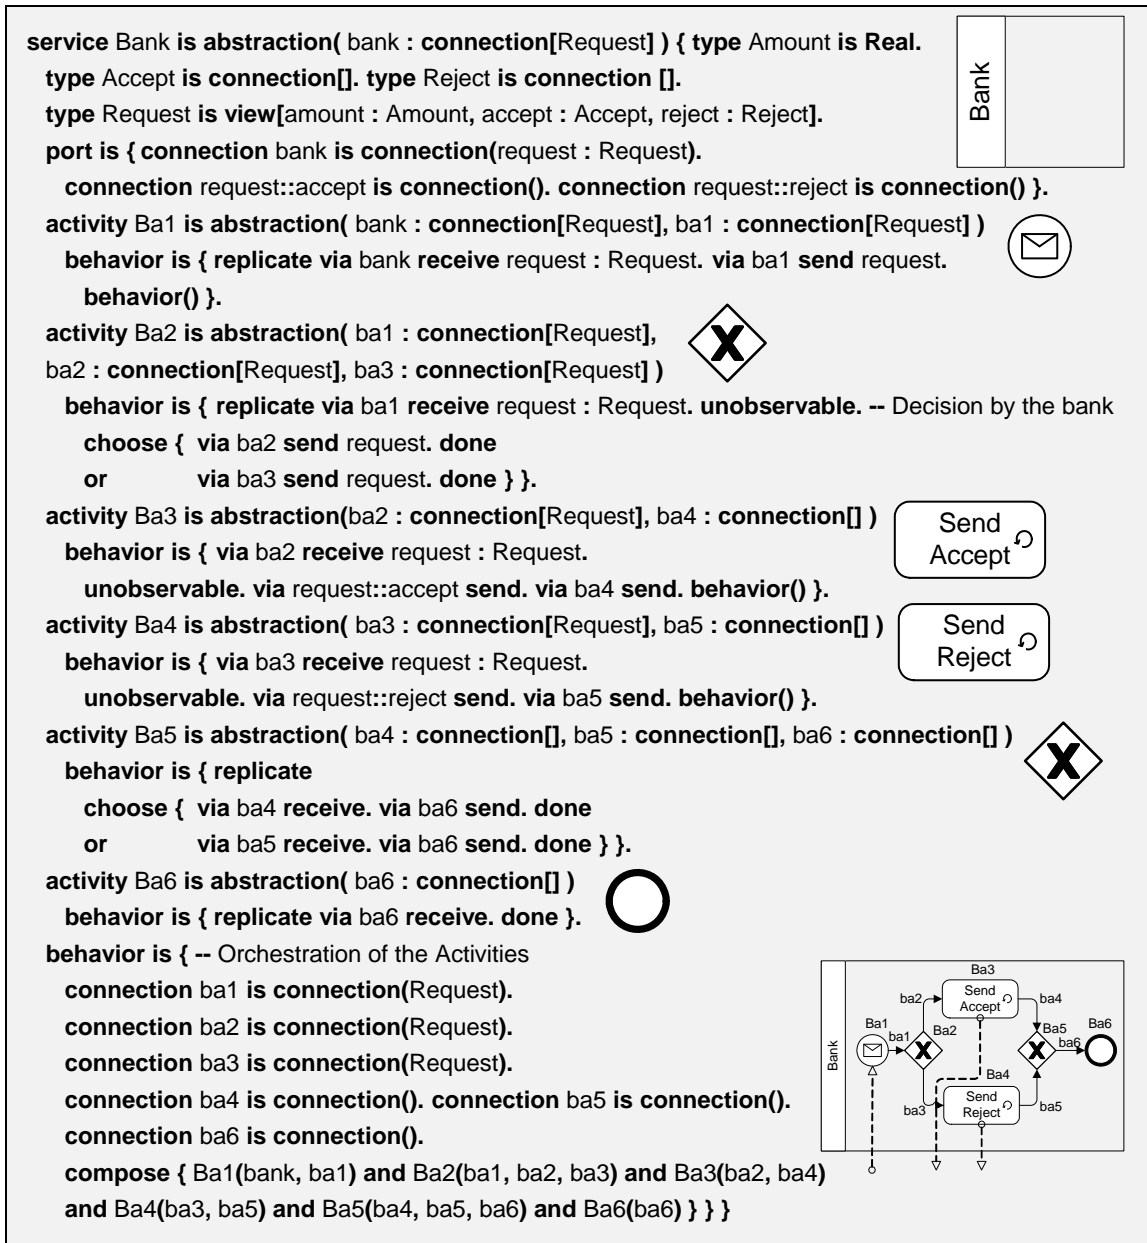 service Bank is abstraction( bank : connection[Request] ) { type Amount is Real.
type Accept is connection[]. type Reject is connection [].
type Request is view[amount : Amount, accept : Accept, reject : Reject].
port is { connection bank is connection(request : Request).
connection request::accept is connection(). connection request::reject is connection() }.
Bank
activity Ba1 is abstraction( bank : connection[Request], ba1 : connection[Request] )
behavior is { replicate via bank receive request : Request. via ba1 send request.
behavior() }.
activity Ba2 is abstraction( ba1 : connection[Request],
ba2 : connection[Request], ba3 : connection[Request] )
X
behavior is { replicate via ba1 receive request : Request. unobservable. -- Decision by the bank
choose { via ba2 send request. done
or via ba3 send request. done } }.
activity Ba3 is abstraction(ba2 : connection[Request], ba4 : connection[] )
behavior is { via ba2 receive request : Request.
unobservable. via request::accept send. via ba4 send. behavior() }.
Send
Accept
activity Ba4 is abstraction( ba3 : connection[Request], ba5 : connection[] )
behavior is { via ba3 receive request : Request.
unobservable. via request::reject send. via ba5 send. behavior() }.
Send
Reject
activity Ba5 is abstraction( ba4 : connection[], ba5 : connection[], ba6 : connection[] )
behavior is { replicate
choose { via ba4 receive. via ba6 send. done
or via ba5 receive. via ba6 send. done } }.
X
activity Ba6 is abstraction( ba6 : connection[] )
behavior is { replicate via ba6 receive. done }.
behavior is { -- Orchestration of the Activities
connection ba1 is connection(Request).
connection ba2 is connection(Request).
connection ba3 is connection(Request).
connection ba4 is connection(). connection ba5 is connection().
connection ba6 is connection().
compose { Ba1(bank, ba1) and Ba2(ba1, ba2, ba3) and Ba3(ba2, ba4)
and Ba4(ba3, ba5) and Ba5(ba4, ba5, ba6) and Ba6(ba6) } } }
Bank
Ba3
Send
Accept
ba2
ba4
Ba1
ba1
Ba2
X
Ba5
X
Ba6
ba6
Ba4
Send
Reject
ba3
ba5